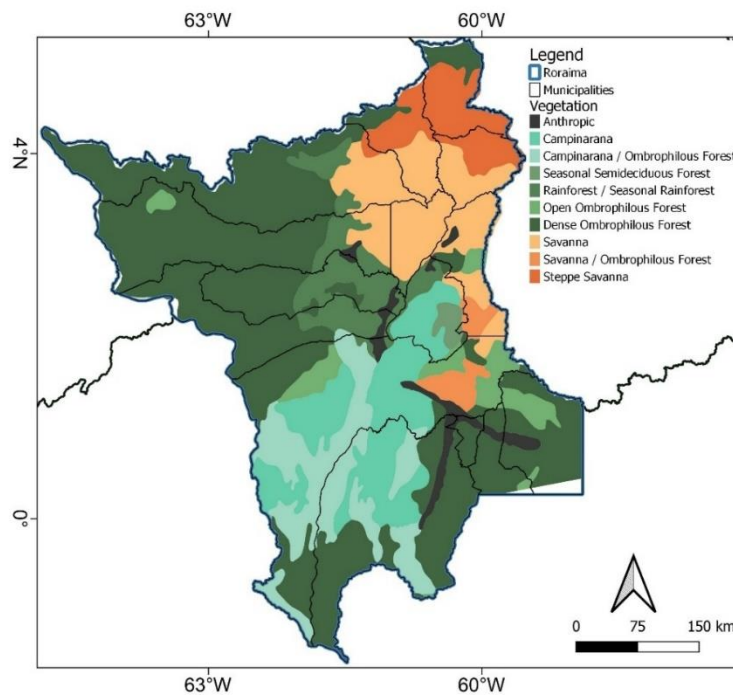 63°W
60°W
Legend
Roraima
Municipalities
Vegetation
Anthropic
Campinarana
Campinarana / Ombrophilous Forest
Seasonal Semideciduous Forest
Rainforest / Seasonal Rainforest
Open Ombrophilous Forest
Dense Ombrophilous Forest
Savanna
Savanna / Ombrophilous Forest
Steppe Savanna
4°N
0°
0
75
150 km
63°W
60°W